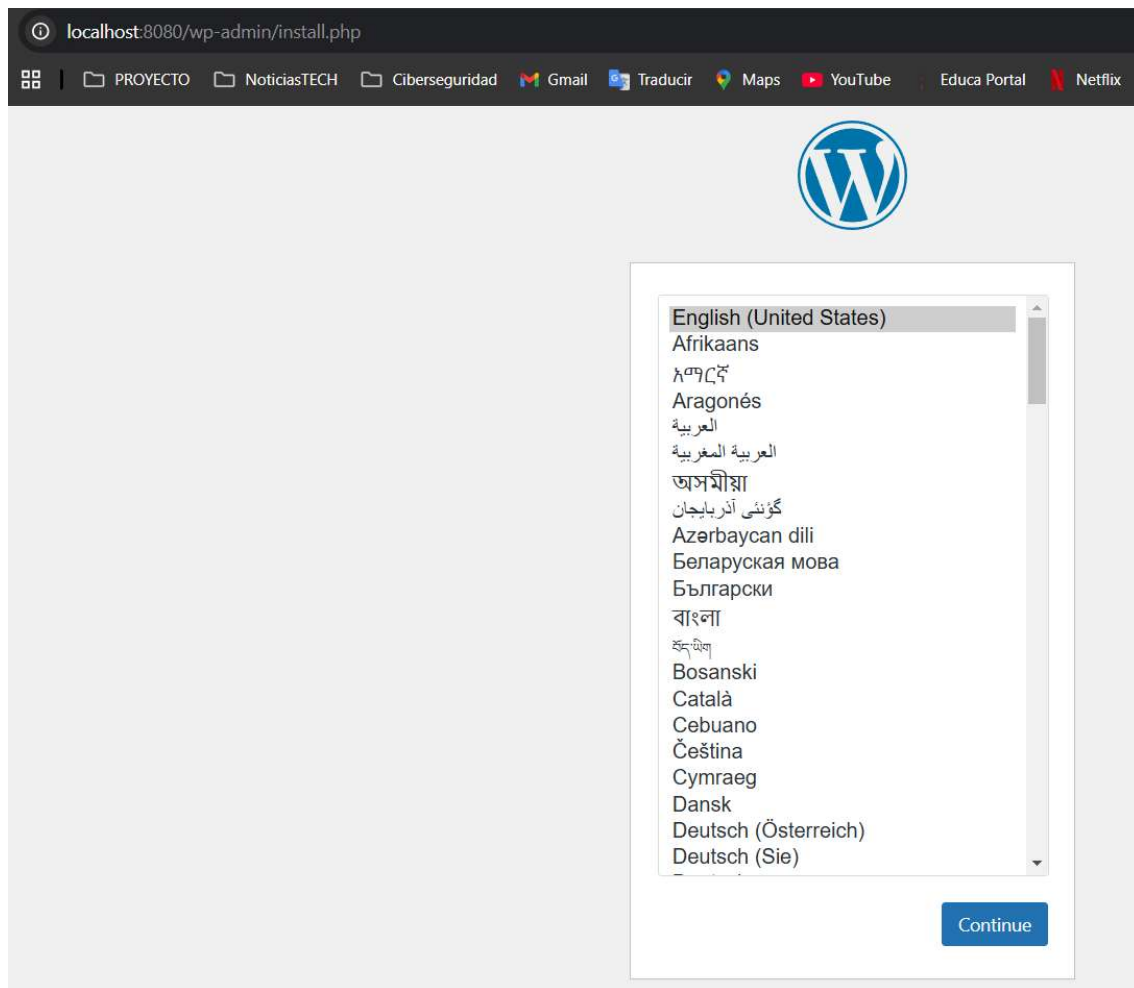 localhost:8080/wp-admin/install.php
PROYECTO NoticiasTECH Ciberseguridad Gmail Traducir Maps YouTube Educa Portal Netflix
English (United States)
Afrikaans
አማርኛ
Aragonés
العربية
العربية المغربية
অসমীয়া
گؤنئی آذربایجان
Azərbaycan dili
Беларуская мова
Български
বাংলা
བོད་ཡིག
Bosanski
Català
Cebuano
Čeština
Cymraeg
Dansk
Deutsch (Österreich)
Deutsch (Sie)
Continue